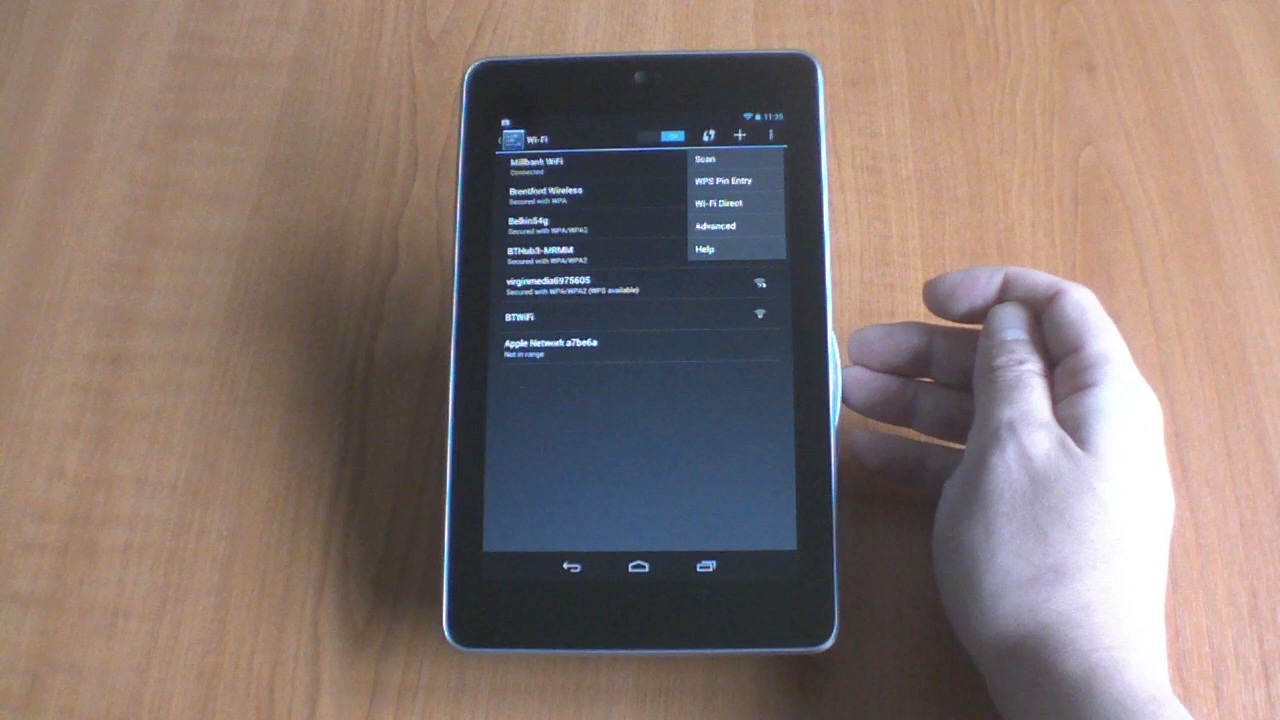 11:35
Wi-Fi
Millbank WiFi
Connected
Scan
Brentford Wireless
Secured with WPA
WPS Pin Entry
Wi-Fi Direct
Belkin54g
Secured with WPA/WPA2
Advanced
BTHub3-MRMM
Secured with WPA/WPA2
Help
virginmedia6975605
Secured with WPA/WPA2 (WPS available)
BTWiFi
Apple Network a7be6a
Not in range